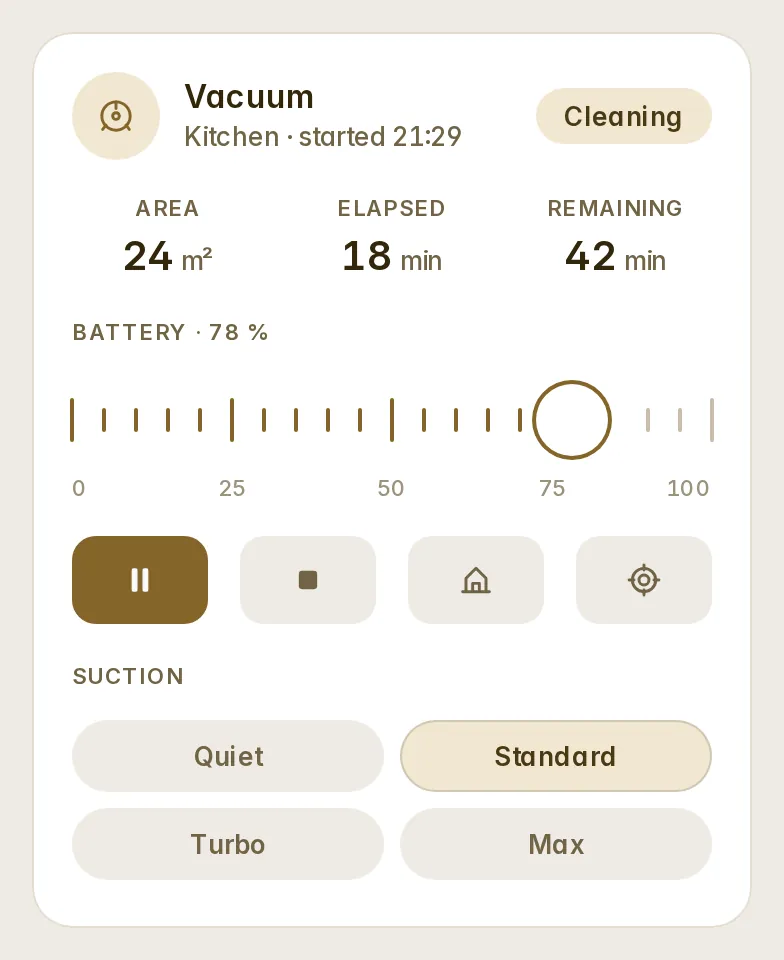 Vacuum
Kitchen · started 21:29
Cleaning
AREA ELAPSED REMAINING
24 m² 18 min 42 min
BATTERY · 78 %
0 25 50 75 100
SUCTION
Quiet Standard
Turbo Max